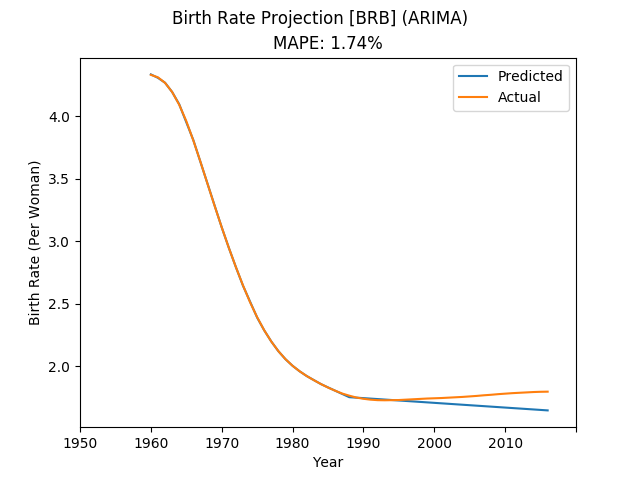 Birth Rate Projection [BRB] (ARIMA)
MAPE: 1.74%
Predicted
Actual
4.0
3.5
3.0
2.5
2.0
Birth Rate (Per Woman)
1950 1960 1970 1980 1990 2000 2010
Year